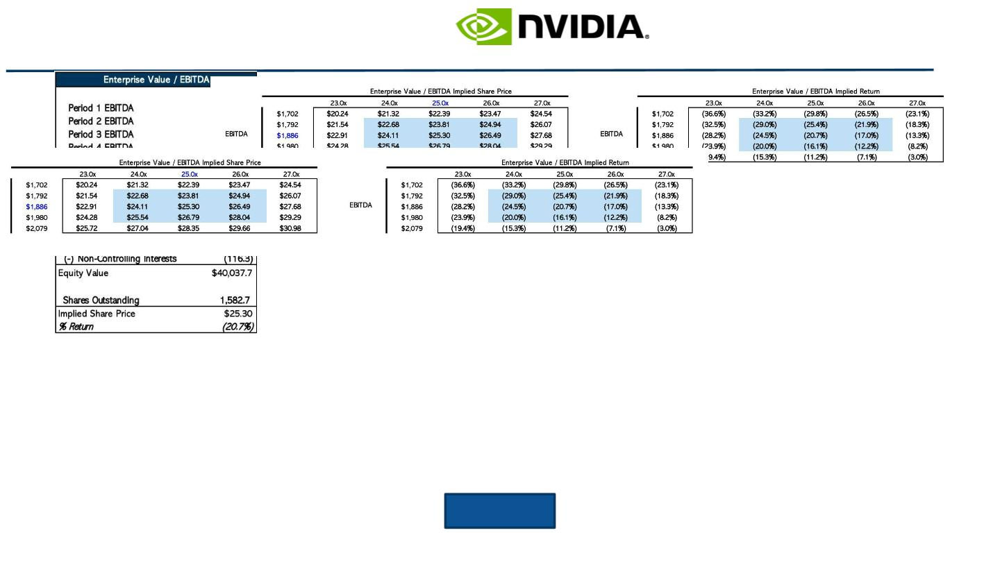 NVIDIA®
Enterprise Value / EBITDA
Period 1 EBITDA
Period 2 EBITDA
Period 3 EBITDA
Period 4 EBITDA
Enterprise Value / EBITDA Implied Share Price
23.0x 24.0x 25.0x 26.0x 27.0x
$1,702 $20.24 $21.32 $22.39 $23.47 $24.54
$1,792 $21.54 $22.68 $23.81 $24.94 $26.07
EBITDA $1,886 $22.91 $24.11 $25.30 $26.49 $27.68
$1,980 $24.28 $25.54 $26.79 $28.04 $29.29
Enterprise Value / EBITDA Implied Return
23.0x 24.0x 25.0x 26.0x 27.0x
$1,702 (36.6%) (33.2%) (29.8%) (26.5%) (23.1%)
$1,792 (32.5%) (29.0%) (25.4%) (21.9%) (18.3%)
EBITDA $1,886 (28.2%) (24.5%) (20.7%) (17.0%) (13.3%)
$1,980 (23.9%) (20.0%) (16.1%) (12.2%) (8.2%)
9.4%) (15.3%) (11.2%) (7.1%) (3.0%)
Enterprise Value / EBITDA Implied Share Price
23.0x 24.0x 25.0x 26.0x 27.0x
$1,702 $20.24 $21.32 $22.39 $23.47 $24.54
$1,792 $21.54 $22.68 $23.81 $24.94 $26.07
$1,886 $22.91 $24.11 $25.30 $26.49 $27.68
$1,980 $24.28 $25.54 $26.79 $28.04 $29.29
$2,079 $25.72 $27.04 $28.35 $29.66 $30.98
Enterprise Value / EBITDA Implied Return
23.0x 24.0x 25.0x 26.0x 27.0x
$1,702 (36.6%) (33.2%) (29.8%) (26.5%) (23.1%)
$1,792 (32.5%) (29.0%) (25.4%) (21.9%) (18.3%)
EBITDA $1,886 (28.2%) (24.5%) (20.7%) (17.0%) (13.3%)
$1,980 (23.9%) (20.0%) (16.1%) (12.2%) (8.2%)
$2,079 (19.4%) (15.3%) (11.2%) (7.1%) (3.0%)
(-) Non-Controlling Interests (116.3)
Equity Value $40,037.7
Shares Outstanding 1,582.7
Implied Share Price $25.30
% Return (20.7%)